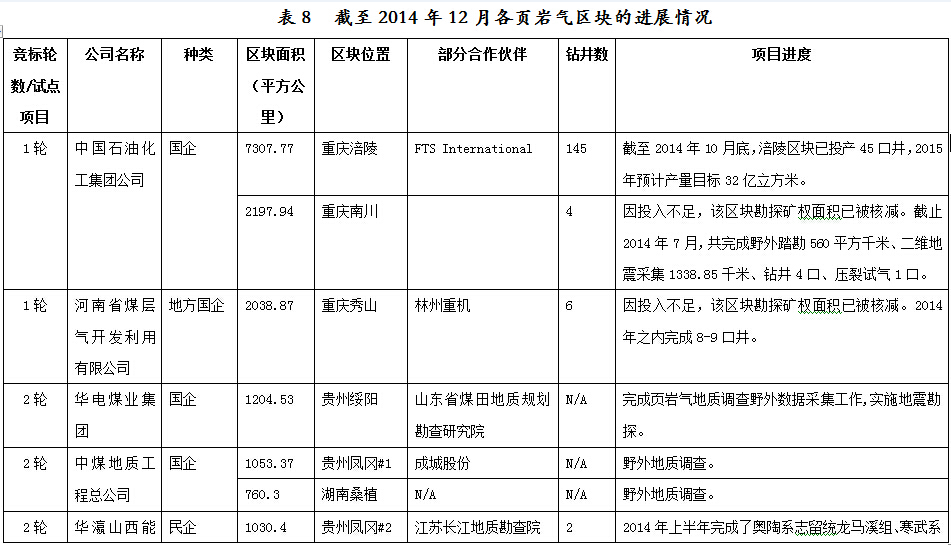 表 8 截至 2014 年 12 月各页岩气区块的进展情况
竞标轮数/试点项目 公司名称 种类 区块面积（平方公里） 区块位置 部分合作伙伴 钻井数 项目进度
1 轮 中国石油化工集团公司 国企 7307.77 重庆涪陵 FTS International 145 截至 2014 年 10 月底，涪陵区块已投产 45 口井，2015 年预计产量目标 32 亿立方米。
2197.94 重庆南川 4 因投入不足，该区块勘探矿权面积已被核减。截止 2014 年 7 月，共完成野外踏勘 560 平方千米、二维地震采集 1338.85 千米、钻井 4 口、压裂试气 1 口。
1 轮 河南省煤层气开发利用有限公司 地方国企 2038.87 重庆秀山 林州重机 6 因投入不足，该区块勘探矿权面积已被核减。2014 年之内完成 8-9 口井。
2 轮 华电煤业集团 国企 1204.53 贵州绥阳 山东省煤田地质规划勘查研究院 N/A 完成页岩气地质调查野外数据采集工作,实施地震勘探。
2 轮 中煤地质工程总公司 国企 1053.37 贵州凤冈#1 成城股份 N/A 野外地质调查。
760.3 湖南桑植 N/A N/A 野外地质调查。
2 轮 华瀛山西能 民企 1030.4 贵州凤冈#2 江苏长江地质勘查院 2 2014 年上半年完成了奥陶系志留统龙马溪组、寒武系